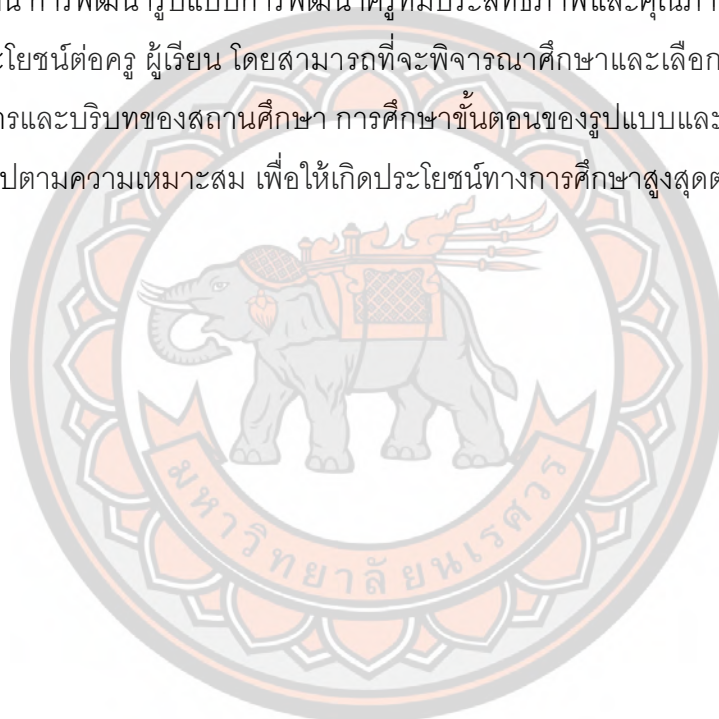 การพัฒนารูปแบบการพัฒนาครูที่มีประสิทธิภาพและคุณภา
ะโยชน์ต่อครู ผู้เรียน โดยสามารถที่จะพิจารณาศึกษาและเลือก
ารและบริบทของสถานศึกษา การศึกษาขั้นตอนของรูปแบบและ
ปตามความเหมาะสม เพื่อให้เกิดประโยชน์ทางการศึกษาสูงสุดต
มหาวิทยาลัยนเรศวร